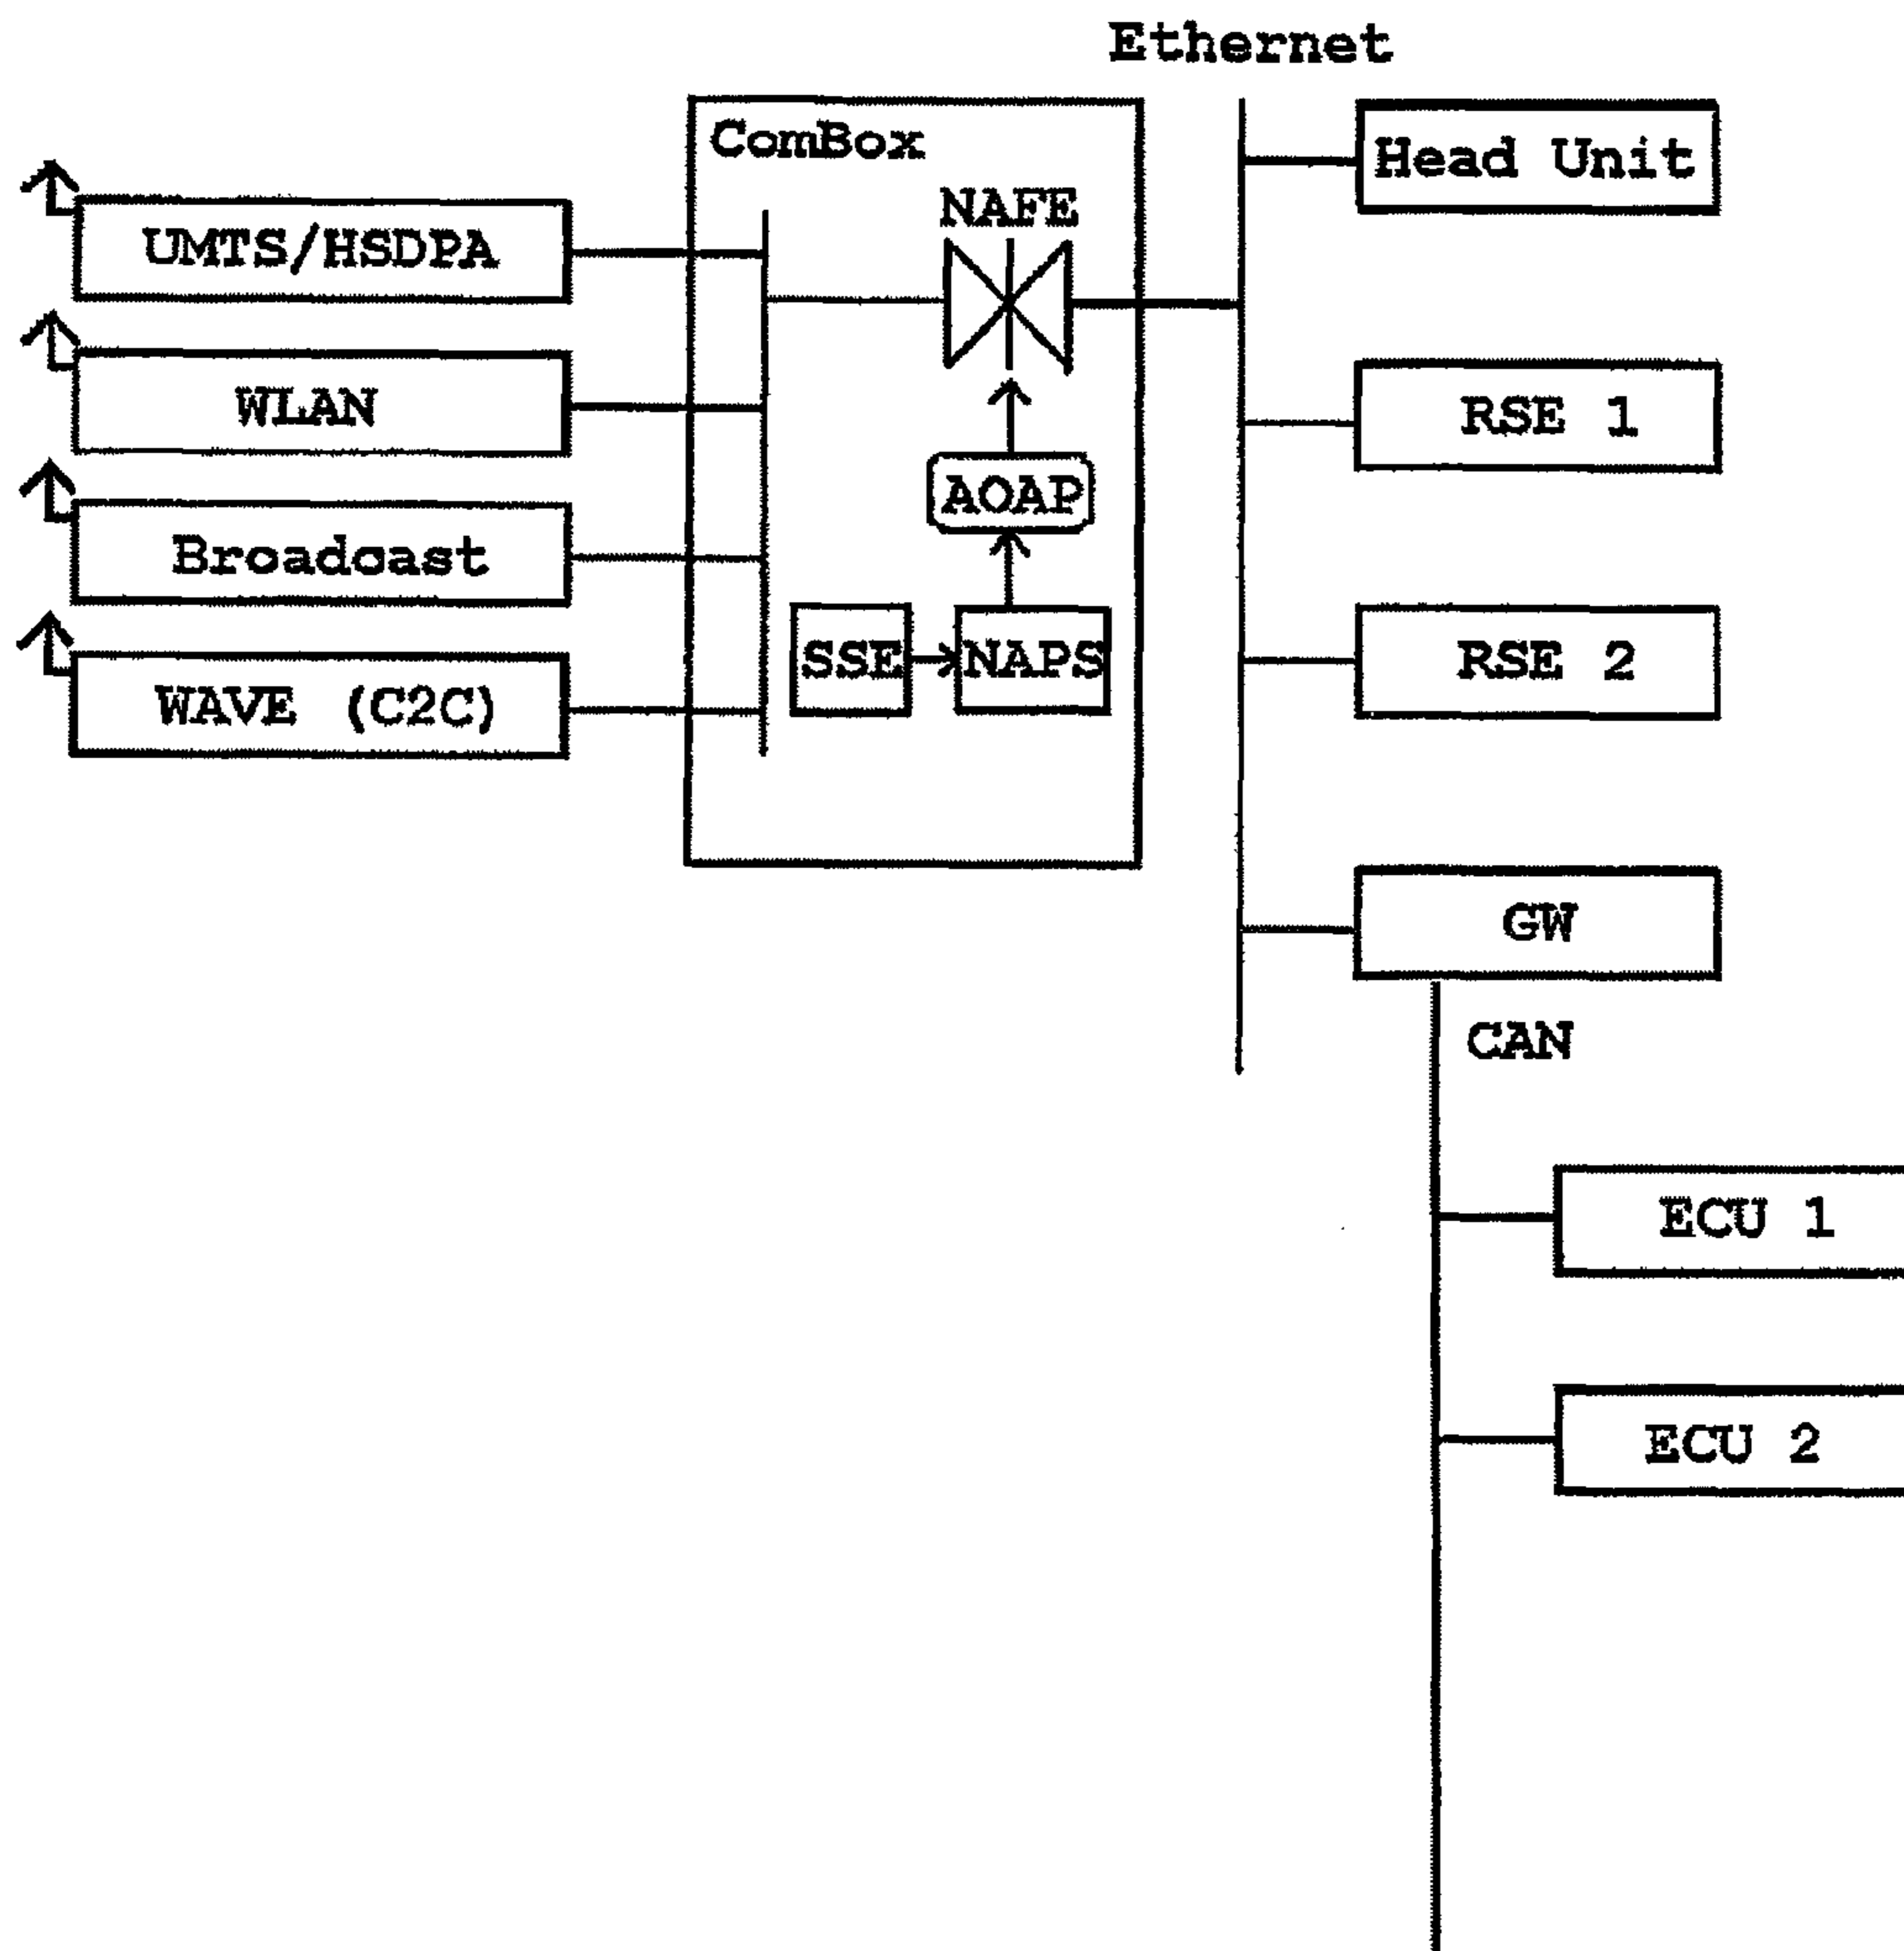 Ethernet
ComBox
NAFE
AOAP
SSE
NAPS
UMTS/HSDPA
WLAN
Broadcast
WAVE (C2C)
Head Unit
RSE 1
RSE 2
GW
CAN
ECU 1
ECU 2